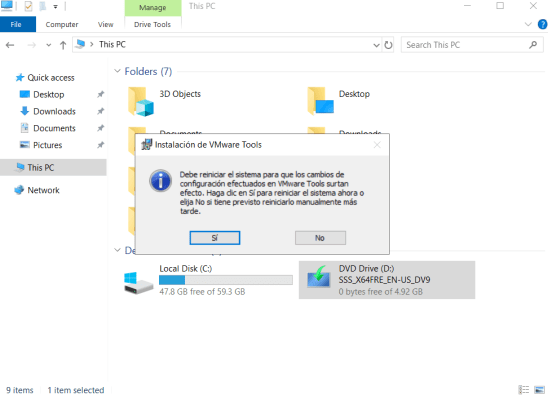 Manage
This PC
File
Computer
View
Drive Tools
This PC
Search This PC
Quick access
Desktop
Downloads
Documents
Pictures
This PC
Network
Folders (7)
3D Objects
Desktop
Documents
Downloads
Instalación de VMware Tools
Debe reiniciar el sistema para que los cambios de
configuración efectuados en VMware Tools surtan
efecto. Haga clic en Sí para reiniciar el sistema ahora o
elija No si tiene previsto reiniciarlo manualmente más
tarde.
Sí
No
Local Disk (C:)
47.8 GB free of 59.3 GB
DVD Drive (D:)
SSS_X64FRE_EN-US_DV9
0 bytes free of 4.92 GB
9 items
1 item selected